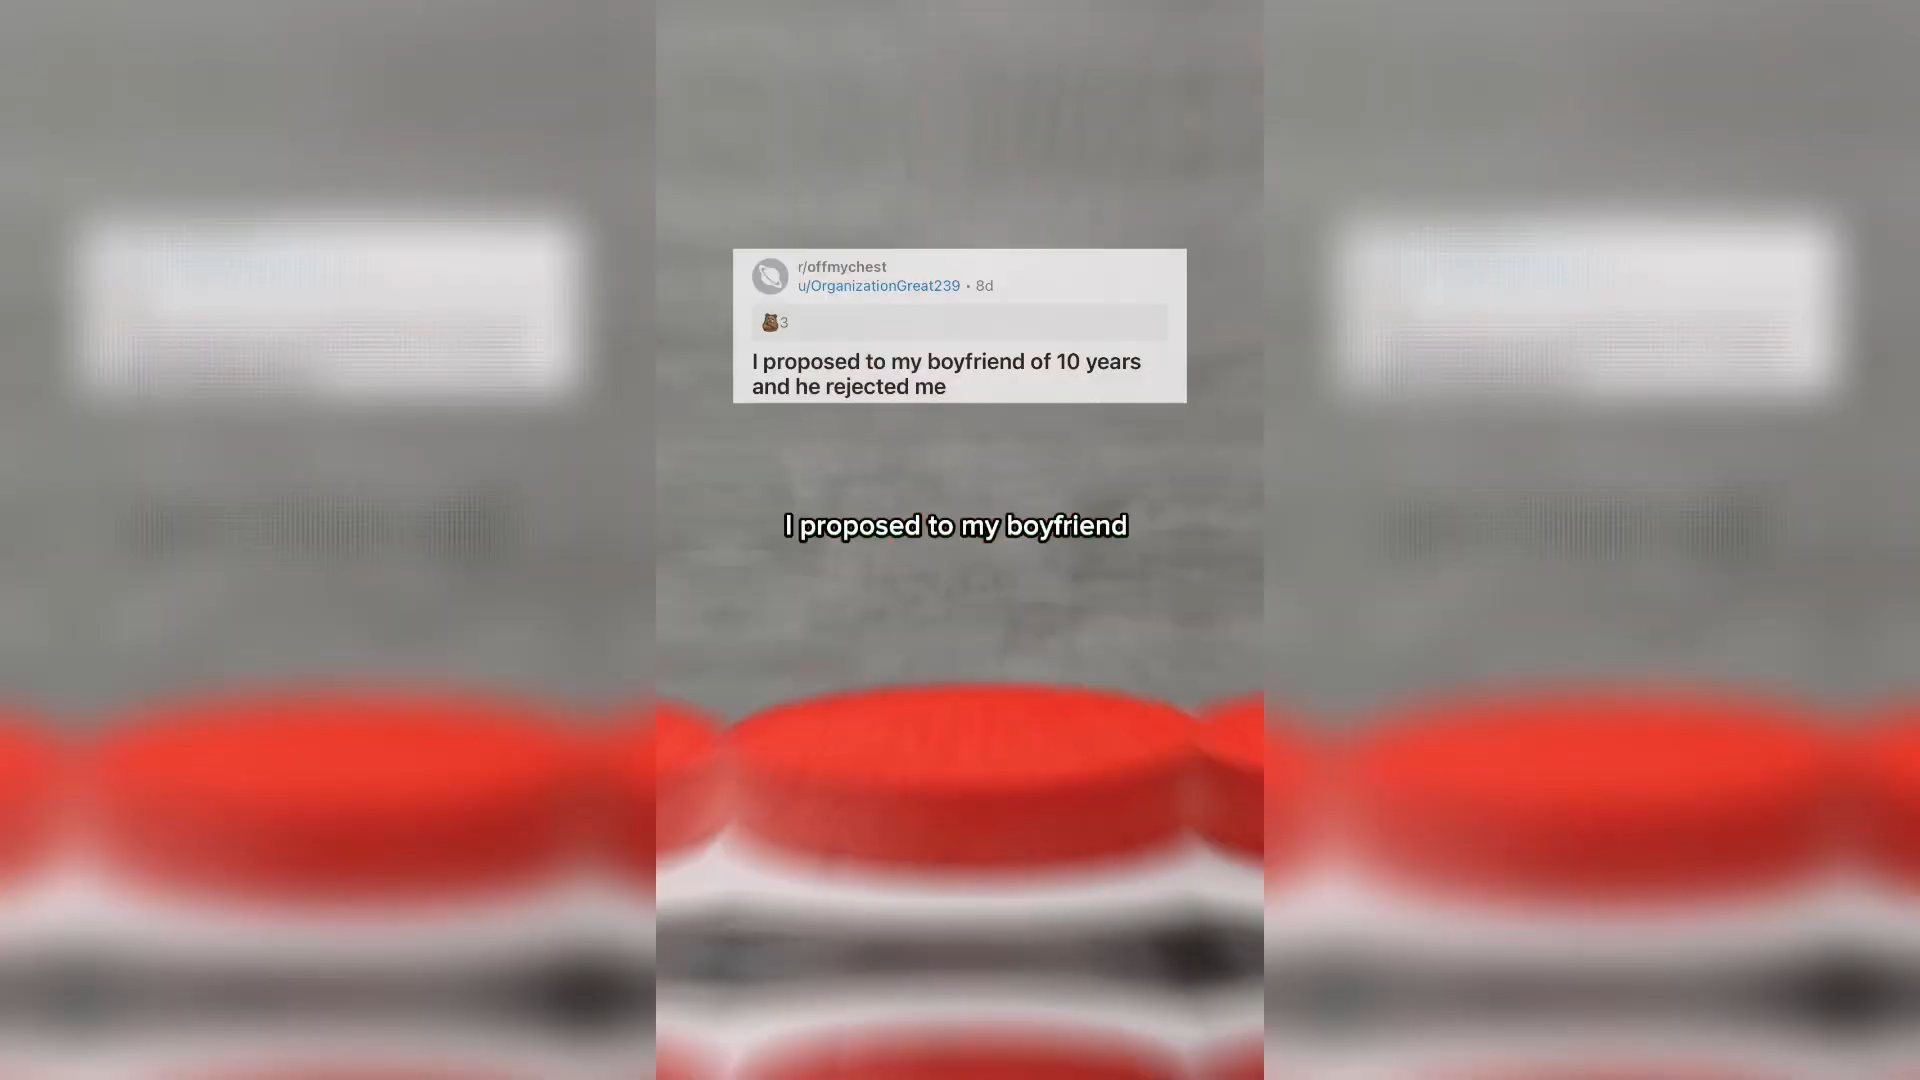 r/offmychest
u/OrganizationGreat239 • 8d
3
I proposed to my boyfriend of 10 years
and he rejected me
I proposed to my boyfriend